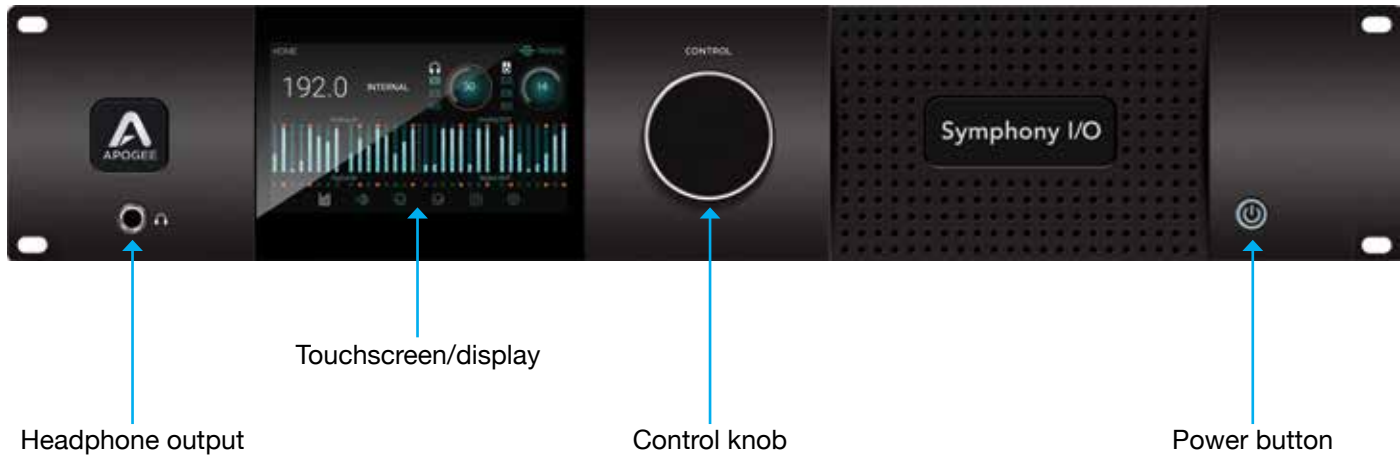 HOME
CONTROL
192.0 INTERNAL 30 14
APOGEE
Symphony I/O
Touchscreen/display
Headphone output
Control knob
Power button